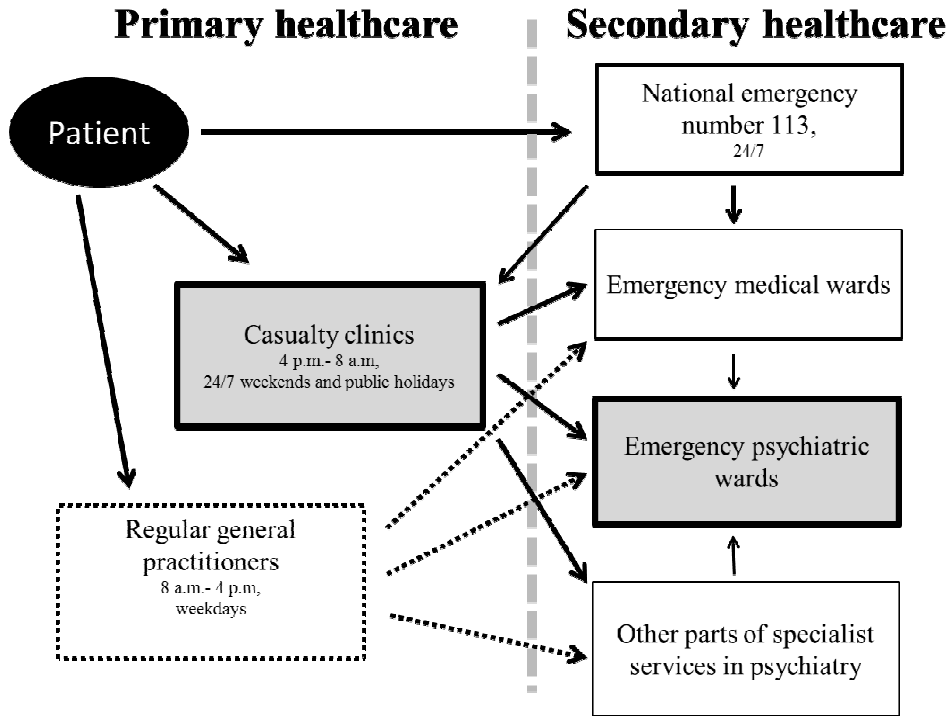 Primary healthcare
Secondary healthcare
Patient
National emergency
number 113,
24/7
Emergency medical wards
Casualty clinics
4 p.m.- 8 a.m,
24/7 weekends and public holidays
Emergency psychiatric
wards
Regular general
practitioners
8 a.m.- 4 p.m,
weekdays
Other parts of specialist
services in psychiatry